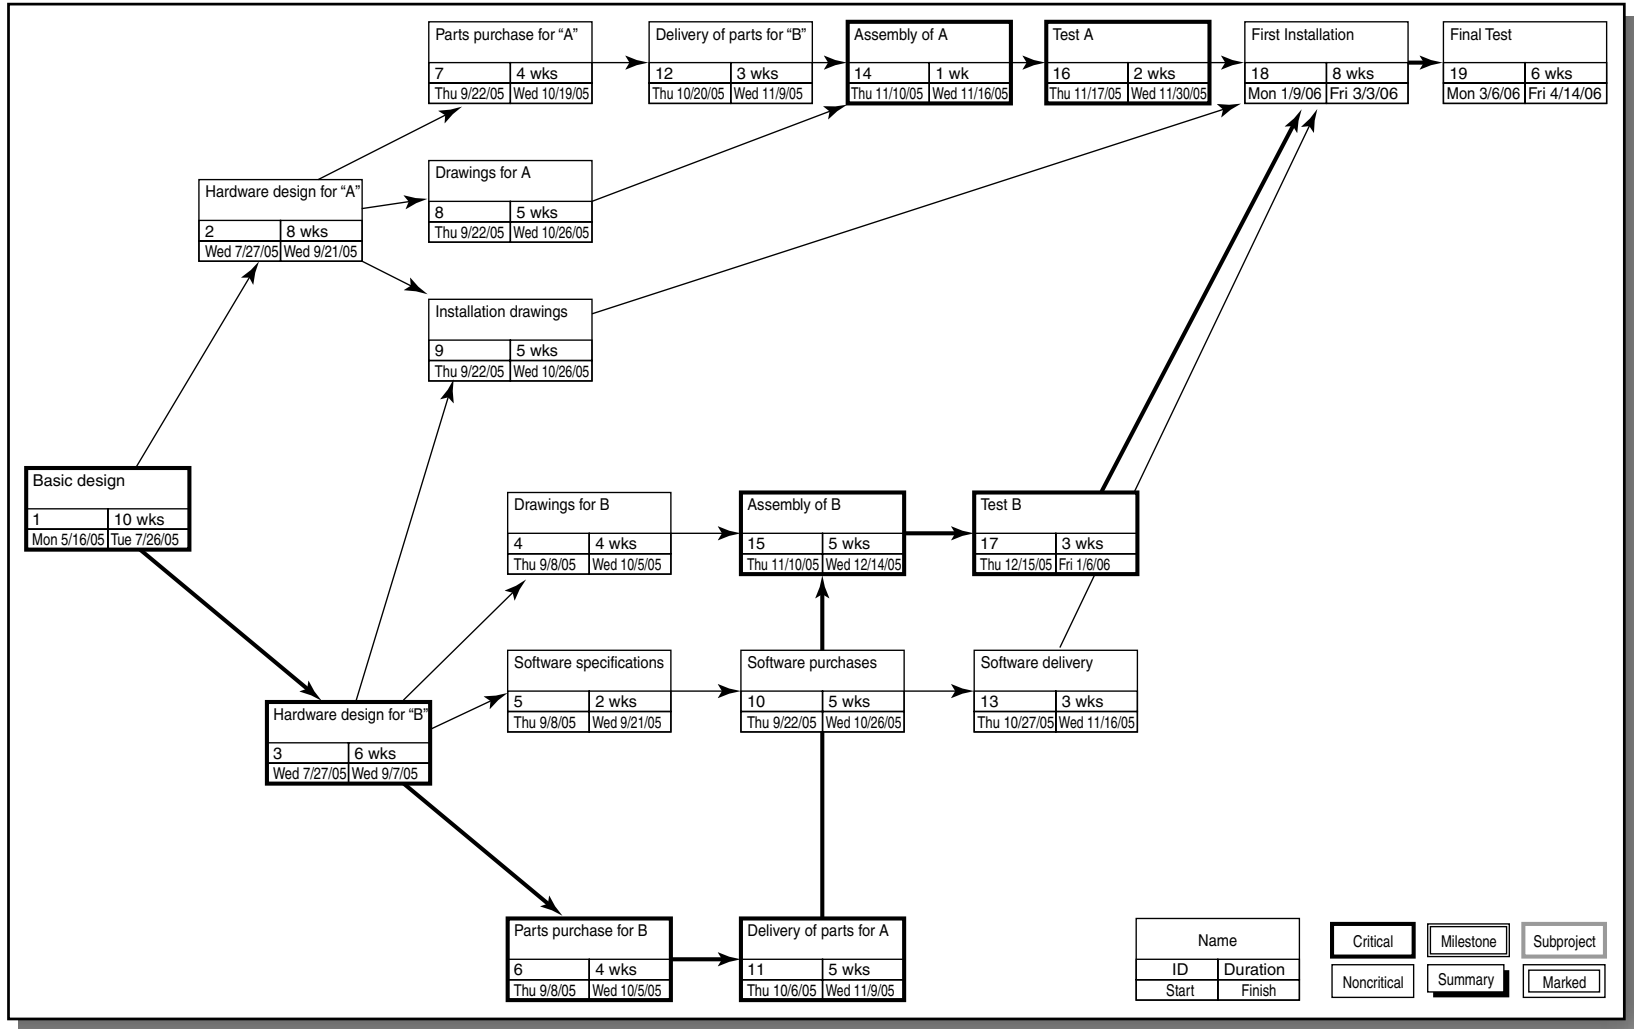 Parts purchase for “A”
7 4 wks
Thu 9/22/05 Wed 10/19/05
Delivery of parts for “B”
12 3 wks
Thu 10/20/05 Wed 11/9/05
Assembly of A
14 1 wk
Thu 11/10/05 Wed 11/16/05
Test A
16 2 wks
Thu 11/17/05 Wed 11/30/05
First Installation
18 8 wks
Mon 1/9/06 Fri 3/3/06
Final Test
19 6 wks
Mon 3/6/06 Fri 4/14/06
Hardware design for “A”
2 8 wks
Wed 7/27/05 Wed 9/21/05
Drawings for A
8 5 wks
Thu 9/22/05 Wed 10/26/05
Installation drawings
9 5 wks
Thu 9/22/05 Wed 10/26/05
Basic design
1 10 wks
Mon 5/16/05 Tue 7/26/05
Drawings for B
4 4 wks
Thu 9/8/05 Wed 10/5/05
Assembly of B
15 5 wks
Thu 11/10/05 Wed 12/14/05
Test B
17 3 wks
Thu 12/15/05 Fri 1/6/06
Software specifications
5 2 wks
Thu 9/8/05 Wed 9/21/05
Software purchases
10 5 wks
Thu 9/22/05 Wed 10/26/05
Software delivery
13 3 wks
Thu 10/27/05 Wed 11/16/05
Hardware design for “B”
3 6 wks
Wed 7/27/05 Wed 9/7/05
Parts purchase for B
6 4 wks
Thu 9/8/05 Wed 10/5/05
Delivery of parts for A
11 5 wks
Thu 10/6/05 Wed 11/9/05
Name
ID Duration
Start Finish
Critical Milestone Subproject
Noncritical Summary Marked